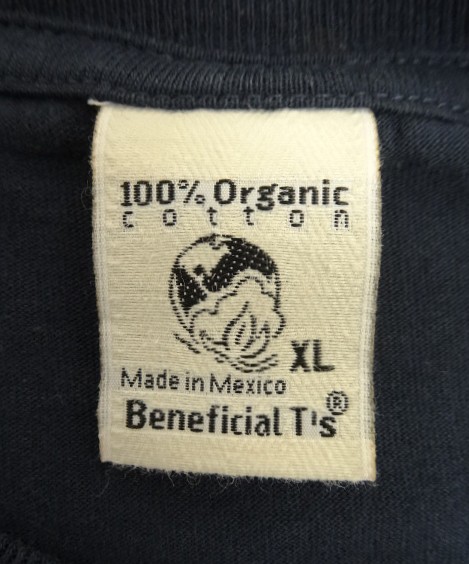 100% Organic
cotton
XL
Made in Mexico
Beneficial T's®